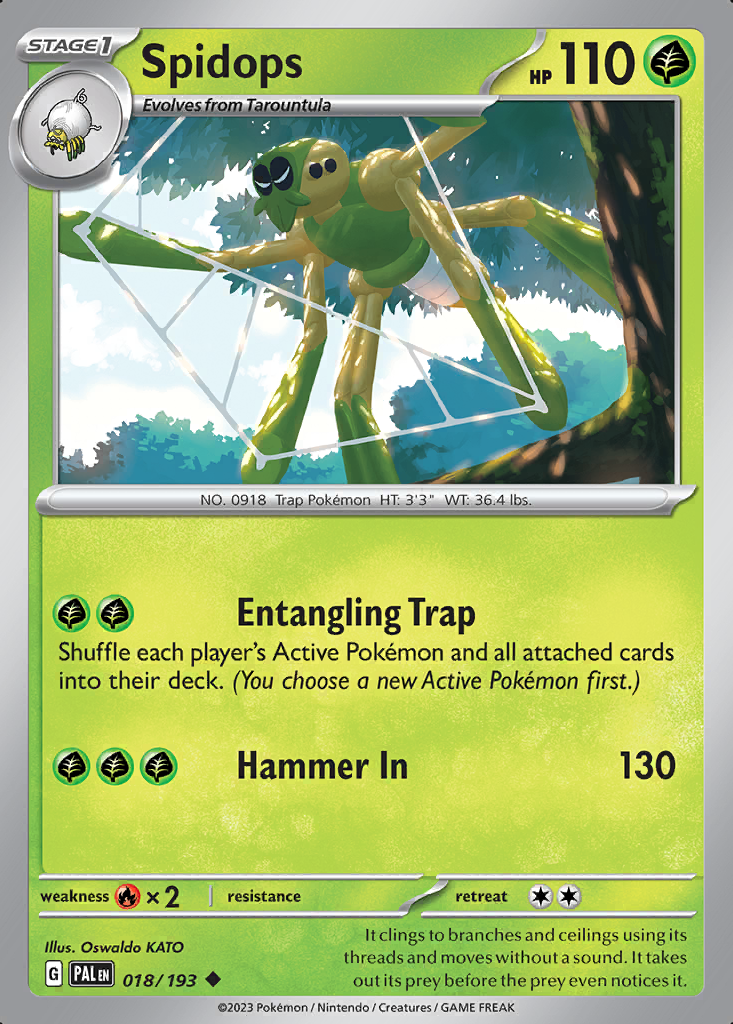 STAGE1
Spidops
HP 110
Evolves from Tarountula
NO. 0918 Trap Pokémon HT: 3'3" WT: 36.4 lbs.
Entangling Trap
Shuffle each player's Active Pokémon and all attached cards
into their deck. (You choose a new Active Pokémon first.)
Hammer In 130
weakness ×2 resistance retreat
Illus. Oswaldo KATO
G PAL EN 018/193
It clings to branches and ceilings using its
threads and moves without a sound. It takes
out its prey before the prey even notices it.
©2023 Pokémon / Nintendo / Creatures / GAME FREAK